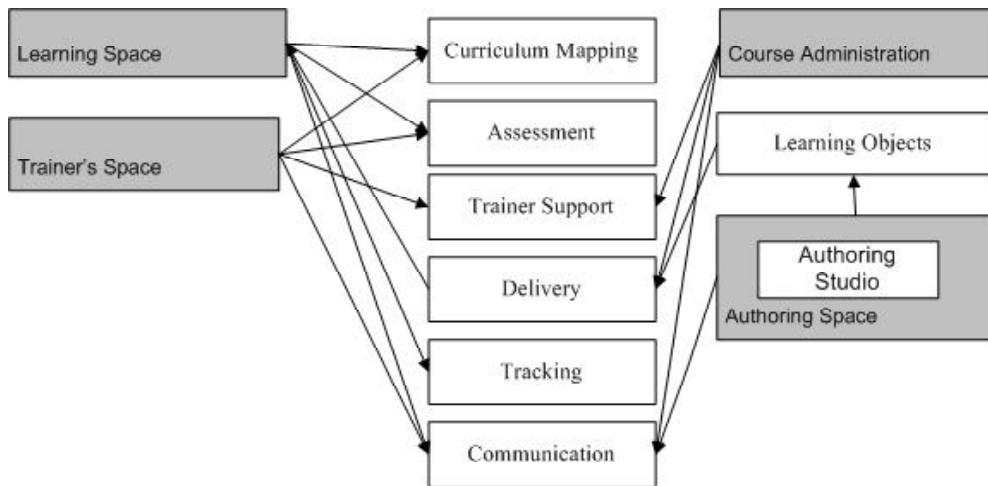 Learning Space
Trainer's Space
Curriculum Mapping
Assessment
Trainer Support
Delivery
Tracking
Communication
Course Administration
Learning Objects
Authoring
Studio
Authoring Space